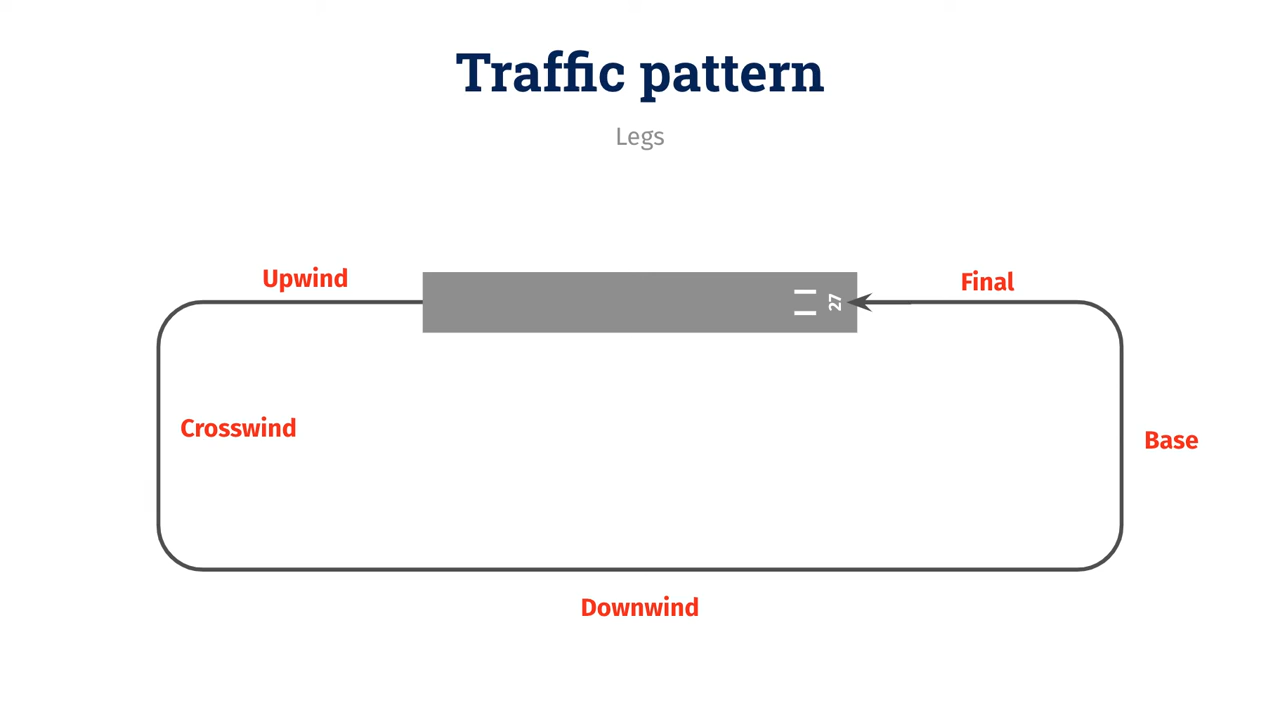 Traffic pattern
Legs
Upwind
27
Final
Crosswind
Base
Downwind